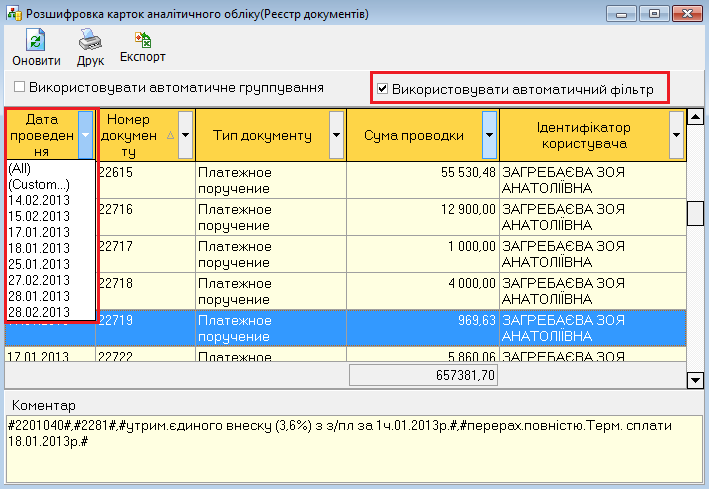 Розшифровка карток аналітичного обліку(Реєстр документів)
Оновити
Друк
Експорт
Використовувати автоматичне группування
Використовувати автоматичний фільтр
Дата
проведен
ня
Номер
докумен
ту
Тип документу
Сума проводки
Ідентифікатор
користувача
(All)
(Custom...)
14.02.2013
15.02.2013
17.01.2013
18.01.2013
25.01.2013
27.02.2013
28.01.2013
28.02.2013
22615 Платежное
поручение 55 530,48 ЗАГРЕБАЄВА ЗОЯ
АНАТОЛІЇВНА
22716 Платежное
поручение 12 900,00 ЗАГРЕБАЄВА ЗОЯ
АНАТОЛІЇВНА
22717 Платежное
поручение 1 000,00 ЗАГРЕБАЄВА ЗОЯ
АНАТОЛІЇВНА
22718 Платежное
поручение 4 000,00 ЗАГРЕБАЄВА ЗОЯ
АНАТОЛІЇВНА
22719 Платежное
поручение 969,63 ЗАГРЕБАЄВА ЗОЯ
АНАТОЛІЇВНА
17.01.2013 22722 Платежное 5 860,06 ЗАГРЕБАЄВА ЗОЯ
657381,70
Коментар
#2201040#,#2281#,#утрим.єдиного внеску (3,6%) з з/пл за 1ч.01.2013р.#,#перерах.повністю.Терм. сплати
18.01.2013р.#